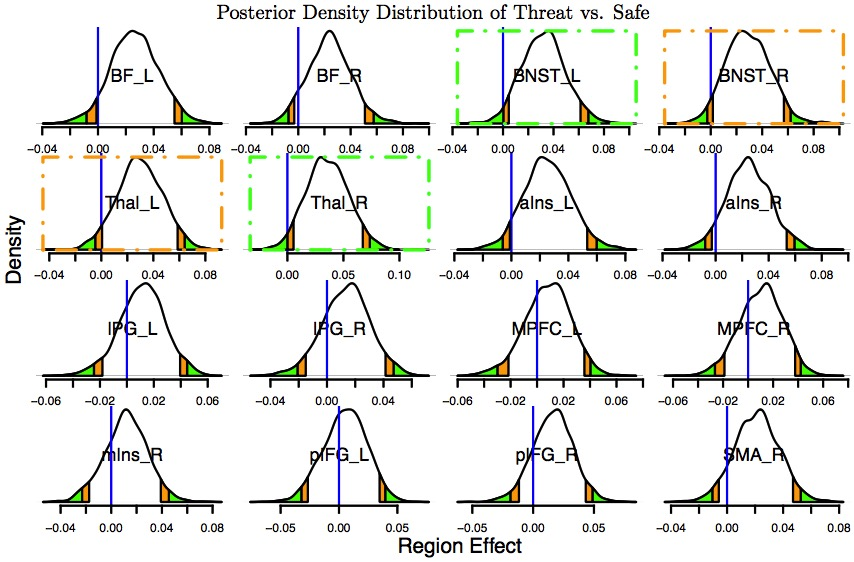 Posterior Density Distribution of Threat vs. Safe
BF_L BF_R BNST_L BNST_R
-0.04 0.00 0.04 0.08 -0.04 0.00 0.04 0.08 -0.04 0.00 0.04 0.08 -0.04 0.00 0.04 0.08
Thal_L Thal_R aIns_L aIns_R
-0.04 0.00 0.04 0.08 0.00 0.05 0.10 -0.04 0.00 0.04 0.08 -0.04 0.00 0.04 0.08
Density
IPG_L IPG_R MPFC_L MPFC_R
-0.06 -0.02 0.02 0.06 -0.04 0.00 0.04 -0.06 -0.02 0.02 0.06 -0.06 -0.02 0.02 0.06
mIns_R pIFG_L pIFG_R SMA_R
-0.04 0.00 0.04 0.08 -0.05 0.00 0.05 -0.05 0.00 0.05 -0.04 0.00 0.04 0.08
Region Effect